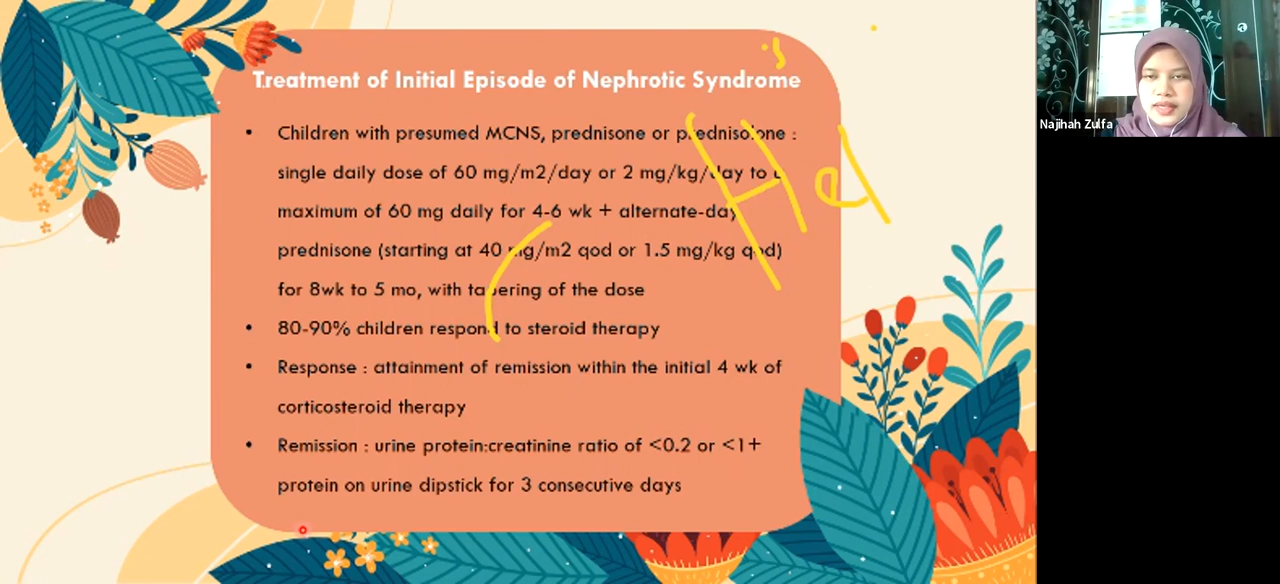 Treatment of Initial Episode of Nephrotic Syndrome
• Children with presumed MCNS, prednisone or prednisolone :
single daily dose of 60 mg/m2/day or 2 mg/kg/day to a
maximum of 60 mg daily for 4-6 wk + alternate-day
prednisone (starting at 40 mg/m2 qod or 1.5 mg/kg qod)
for 8wk to 5 mo, with tapering of the dose
• 80-90% children respond to steroid therapy
• Response : attainment of remission within the initial 4 wk of
corticosteroid therapy
• Remission : urine protein:creatinine ratio of <0.2 or <1+
protein on urine dipstick for 3 consecutive days
Hel
Najihah Zulfa